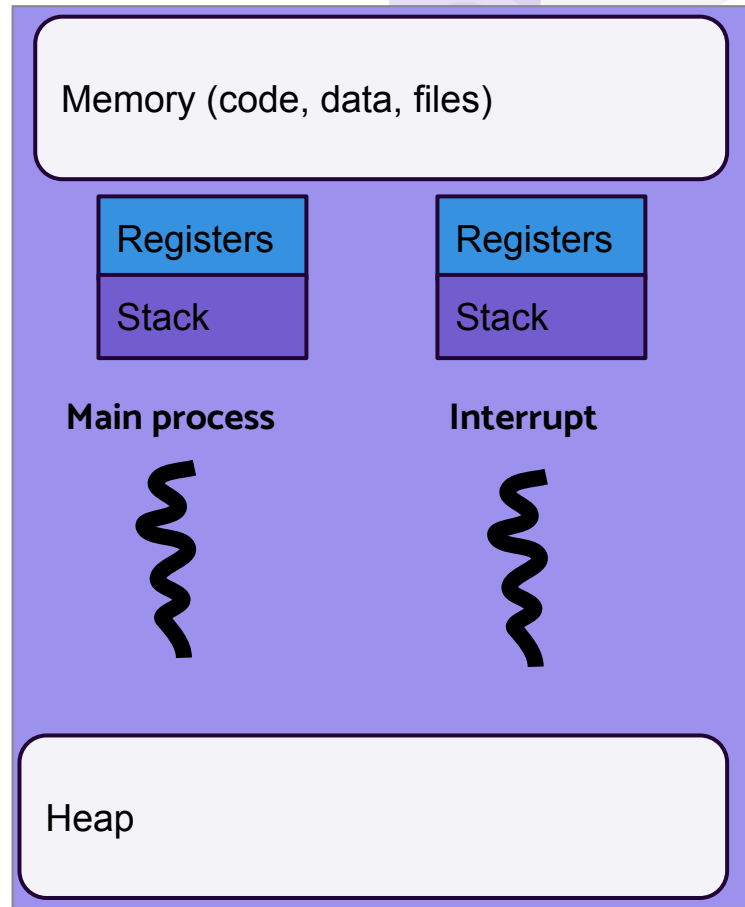 Memory (code, data, files)
Registers
Registers
Stack
Stack
Main process
Interrupt
Heap